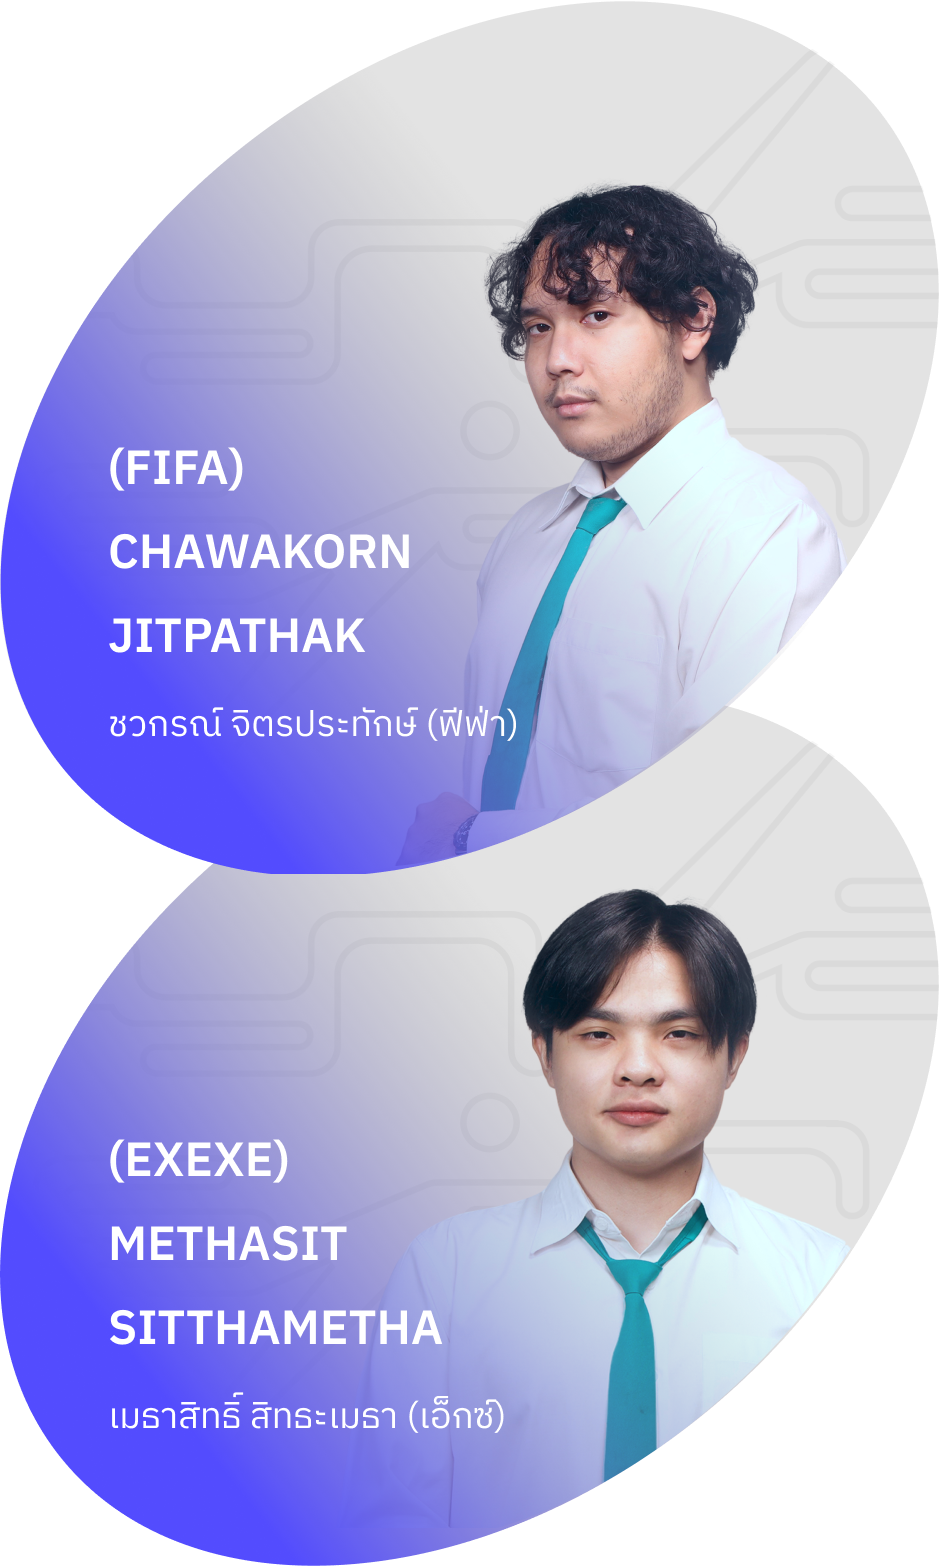 (FIFA)
CHAWAKORN
JITPATHAK
ชวกรณ์ จิตรประทักษ์ (ฟีฟ่า)
(EXEXE)
METHASIT
SITTHAMETHA
เมธาสิทธิ์ สิทธะเมธา (เอ็กซ์)